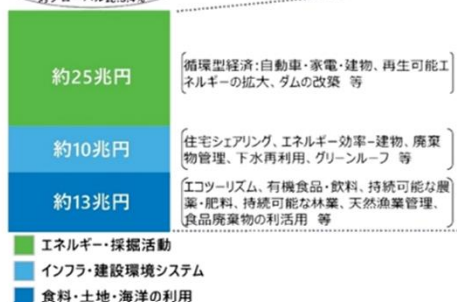 約25兆円
循環型経済:自動車・家電・建物、再生可能エ
ネルギーの拡大、ダムの改築 等
約10兆円
住宅シェアリング、エネルギー効率-建物、廃棄
物管理、下水再利用、グリーンルーフ 等
約13兆円
エコツーリズム、有機食品・飲料、持続可能な農
薬・肥料、持続可能な林業、天然漁業管理、
食品廃棄物の利活用 等
エネルギー・採掘活動
インフラ・建設環境システム
食料・土地・海洋の利用